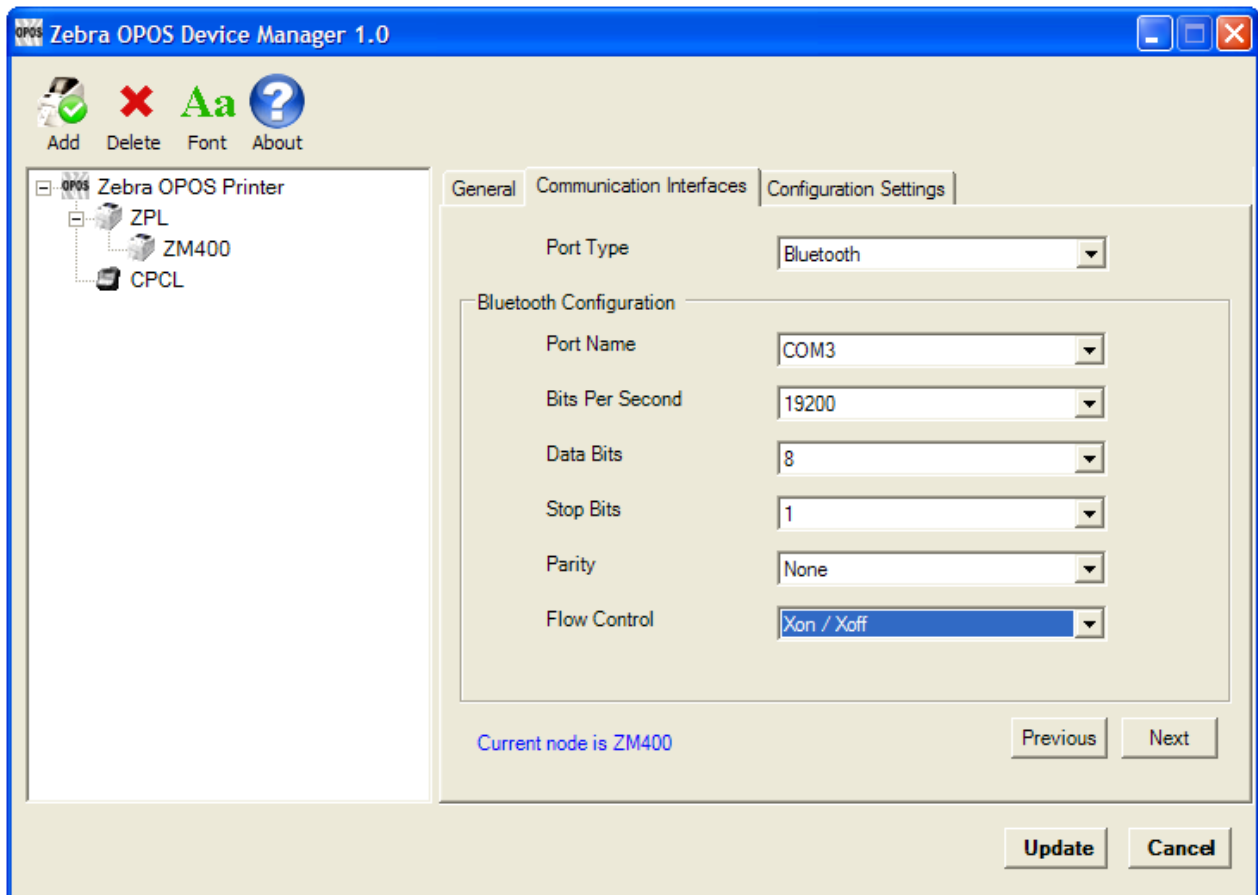 OPOS Zebra OPOS Device Manager 1.0
Add Delete Font About
Aa
?
OPOS Zebra OPOS Printer
ZPL
ZM400
CPCL
General Communication Interfaces Configuration Settings
Port Type Bluetooth
Bluetooth Configuration
Port Name COM3
Bits Per Second 19200
Data Bits 8
Stop Bits 1
Parity None
Flow Control Xon / Xoff
Current node is ZM400 Previous Next
Update Cancel